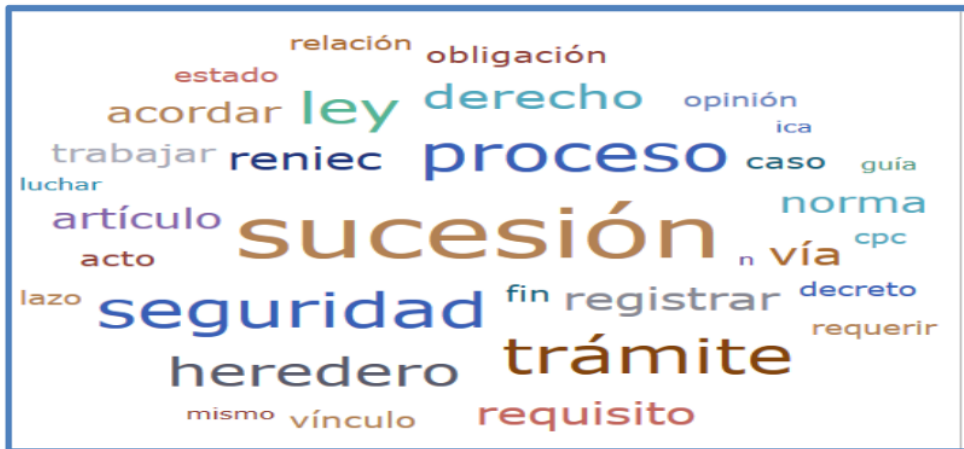 relación obligación
estado
acordar ley derecho opinión
ica
trabajar reniec proceso caso guía
luchar
artículo sucesión norma
cpc
acto n vía
lazo seguridad fin registrar decreto
requerir
heredero trámite
mismo vínculo requisito